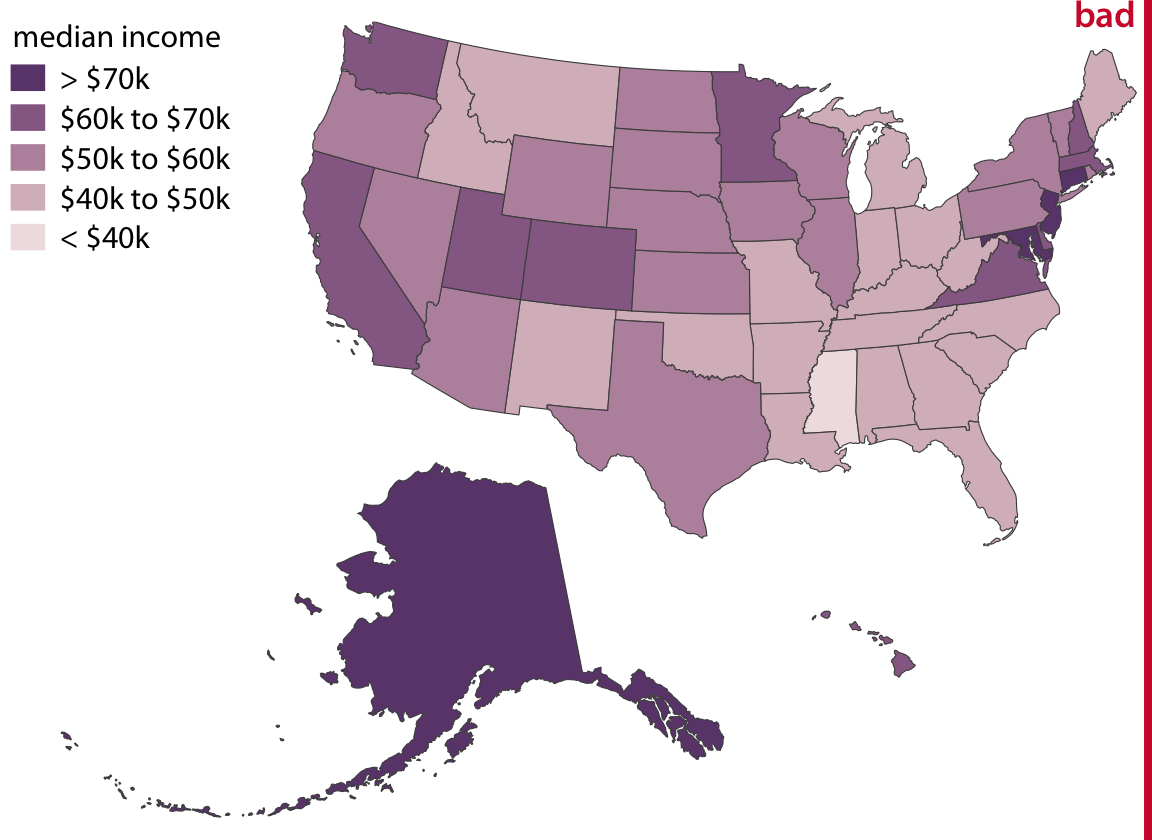 bad
median income
> $70k
$60k to $70k
$50k to $60k
$40k to $50k
< $40k